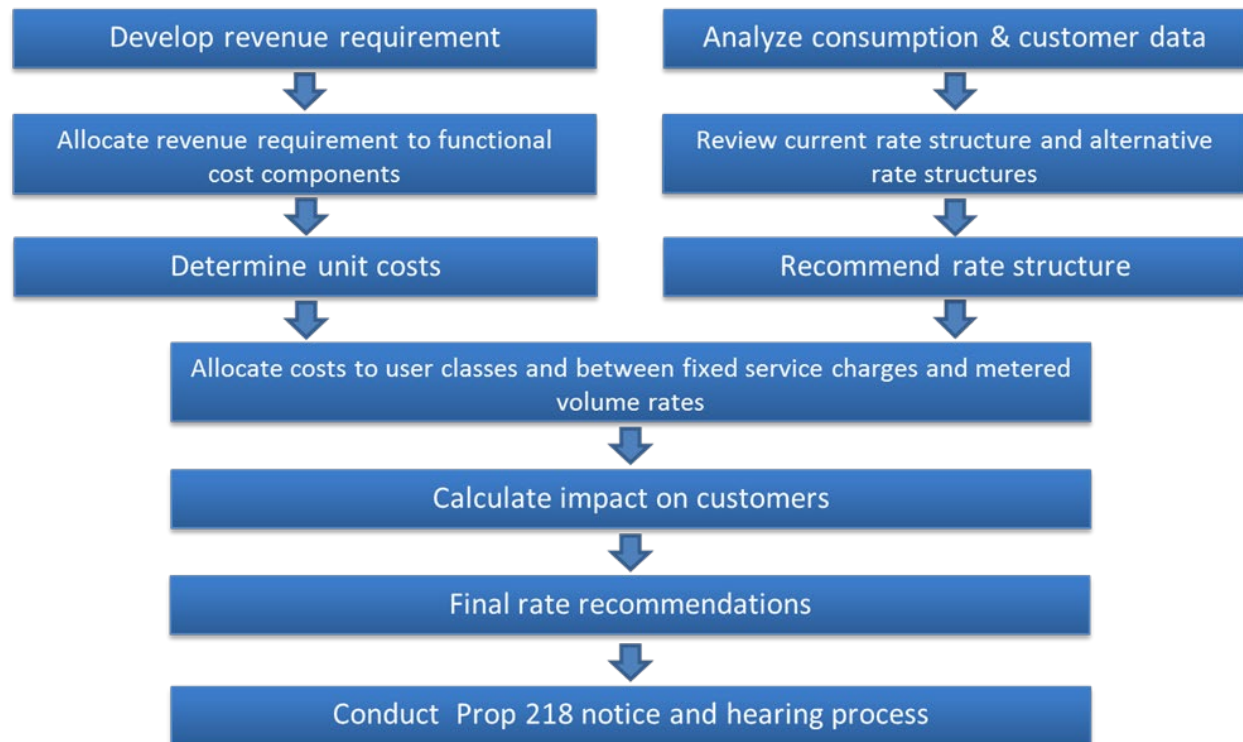 Develop revenue requirement
Analyze consumption & customer data
Allocate revenue requirement to functional
cost components
Review current rate structure and alternative
rate structures
Determine unit costs
Recommend rate structure
Allocate costs to user classes and between fixed service charges and metered
volume rates
Calculate impact on customers
Final rate recommendations
Conduct Prop 218 notice and hearing process